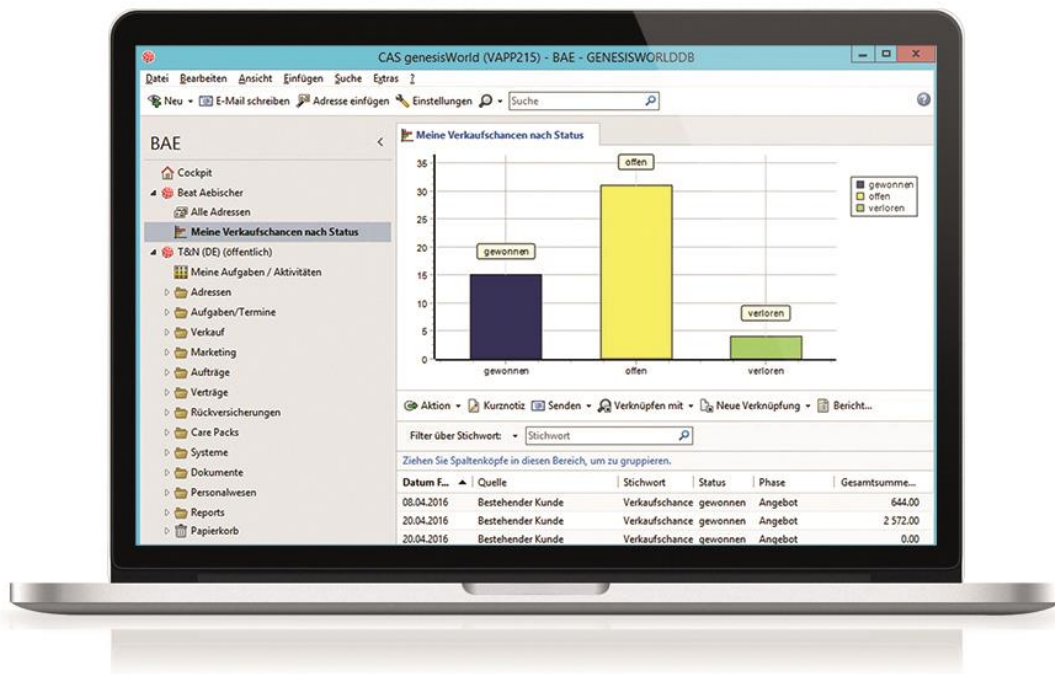 CAS genesisWorld (VAPP215) - BAE - GENESISWORLDDB
Datei Bearbeiten Ansicht Einfügen Suche Extras ?
Neu E-Mail schreiben Adresse einfügen Einstellungen Suche
BAE
Cockpit
Beat Aebischer
Alle Adressen
Meine Verkaufschancen nach Status
T&N (DE) (öffentlich)
Meine Aufgaben / Aktivitäten
Adressen
Aufgaben/Termine
Verkauf
Marketing
Aufträge
Verträge
Rückversicherungen
Care Packs
Systeme
Dokumente
Personalwesen
Reports
Papierkorb
Meine Verkaufschancen nach Status
35
30
25
20
15
10
5
0
gewonnen
offen
verloren
gewonnen offen verloren
gewonnen
offen
verloren
Aktion Kurznotiz Senden Verknüpfen mit Neue Verknüpfung Bericht...
Filter über Stichwort: Stichwort
Ziehen Sie Spaltenköpfe in diesen Bereich, um zu gruppieren.
Datum F... Quelle Stichwort Status Phase Gesamtsumme...
08.04.2016 Bestehender Kunde Verkaufschance gewonnen Angebot 644.00
20.04.2016 Bestehender Kunde Verkaufschance gewonnen Angebot 2 572.00
20.04.2016 Bestehender Kunde Verkaufschance gewonnen Angebot 0.00